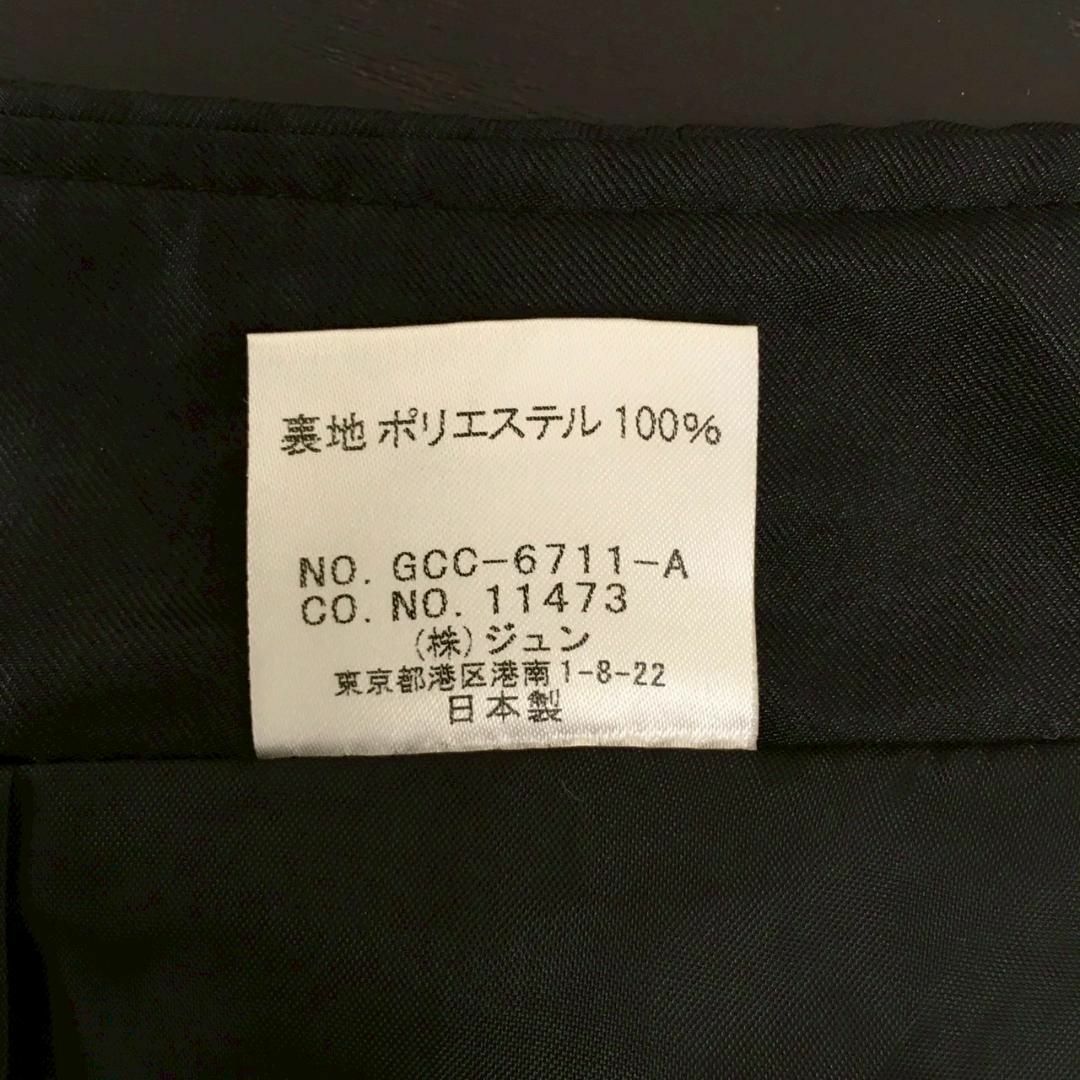 裏地 ポリエステル 100%
NO. GCC-6711-A
CO. NO. 11473
(株)ジュン
東京都港区港南1-8-22
日本製